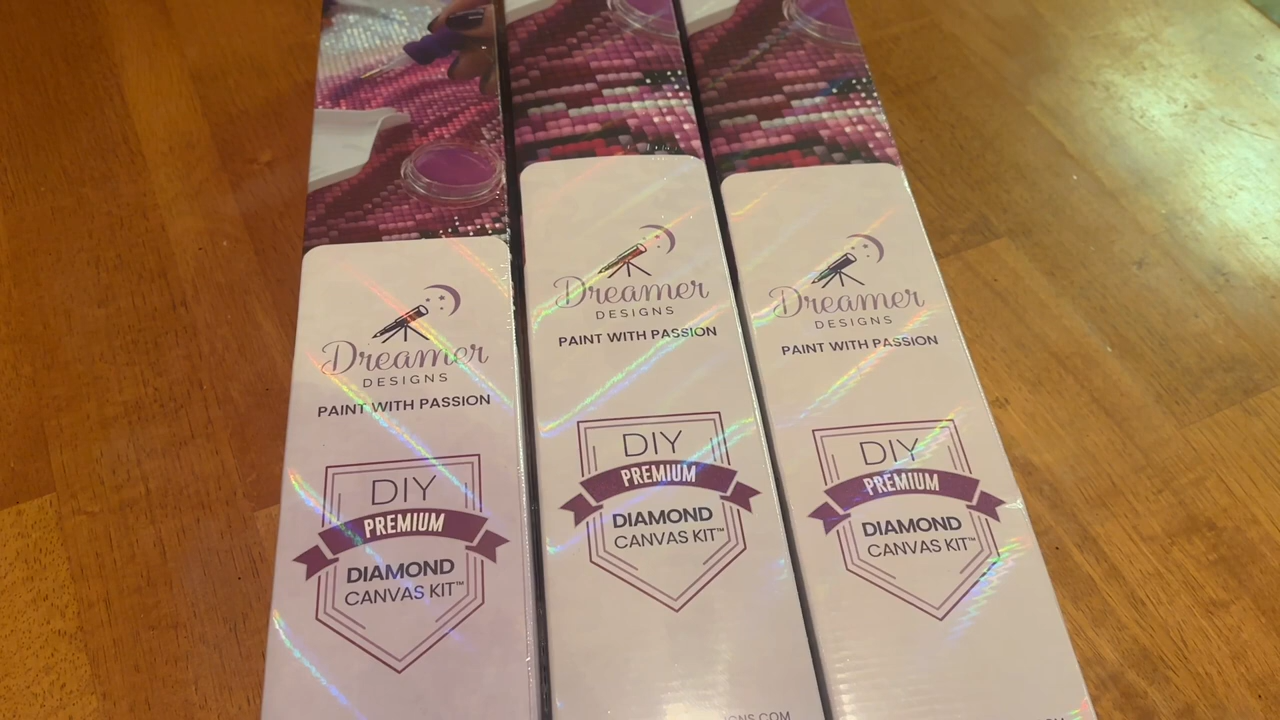 Dreamer
DESIGNS
PAINT WITH PASSION
DIY
PREMIUM
DIAMOND
CANVAS KIT™
Dreamer
DESIGNS
PAINT WITH PASSION
DIY
PREMIUM
DIAMOND
CANVAS KIT™
Dreamer
DESIGNS
PAINT WITH PASSION
DIY
PREMIUM
DIAMOND
CANVAS KIT™